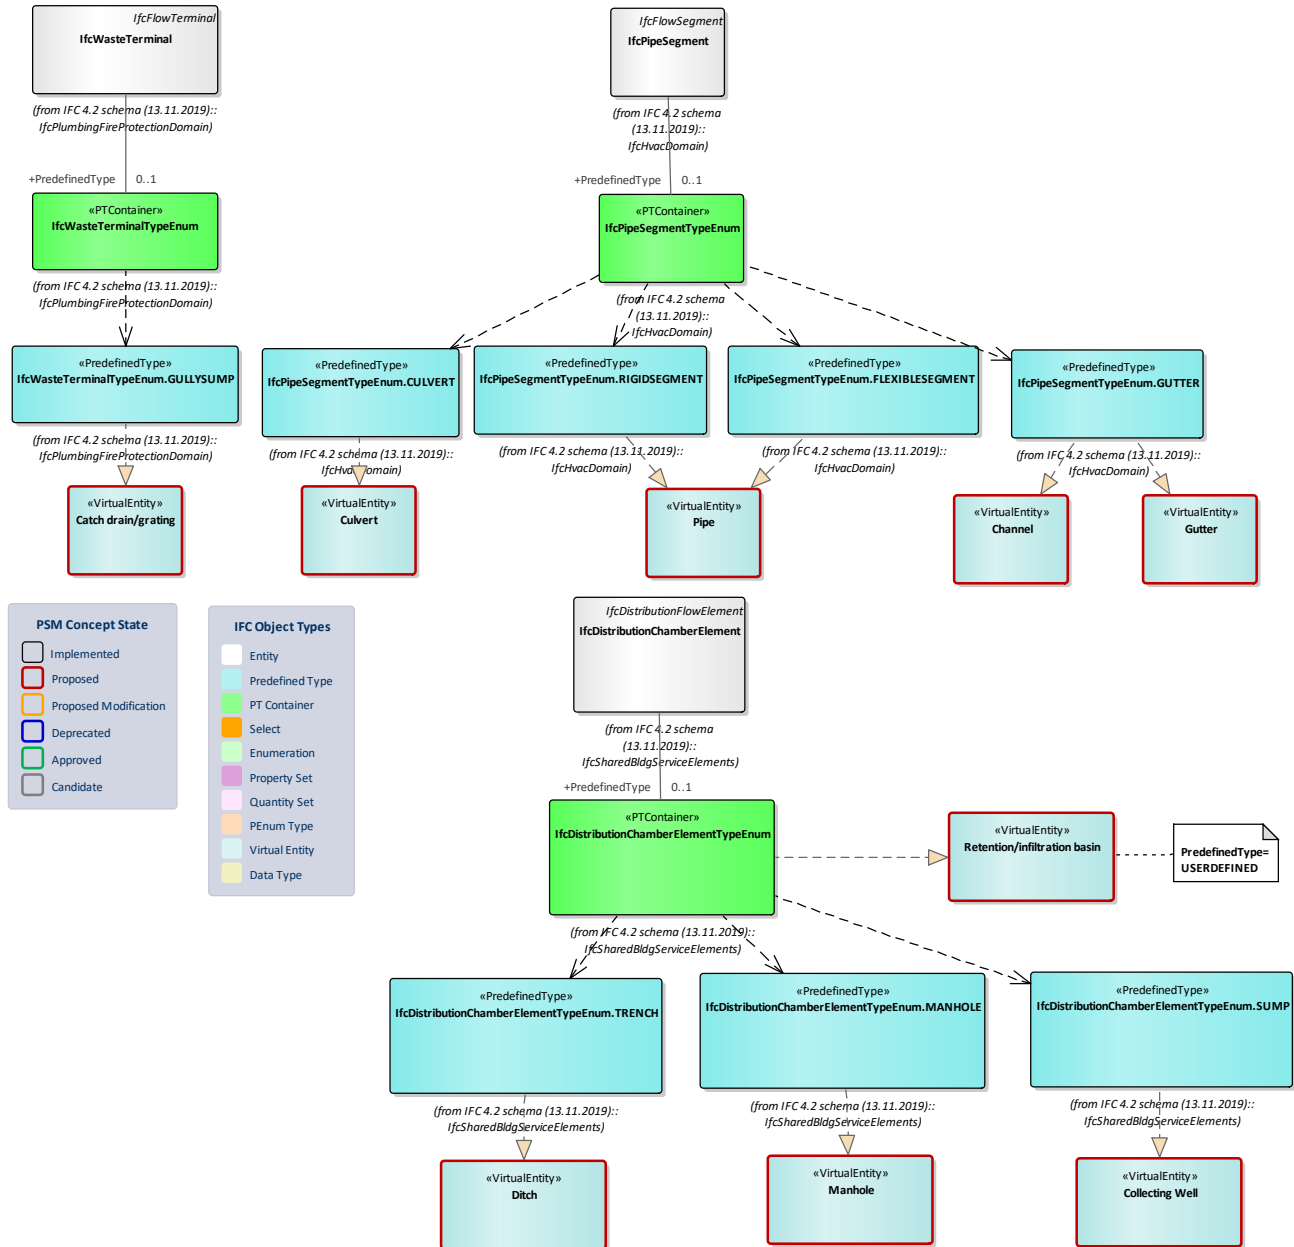 IfcFlowTerminal
IfcWasteTerminal
(from IFC 4.2 schema (13.11.2019)::
IfcPlumbingFireProtectionDomain)
+PredefinedType 0..1
«PTContainer»
IfcWasteTerminalTypeEnum
(from IFC 4.2 schema (13.11.2019)::
IfcPlumbingFireProtectionDomain)
«PredefinedType»
IfcWasteTerminalTypeEnum.GULLYSUMP
(from IFC 4.2 schema (13.11.2019)::
IfcPlumbingFireProtectionDomain)
«VirtualEntity»
Catch drain/grating
IfcFlowSegment
IfcPipeSegment
(from IFC 4.2 schema
(13.11.2019)::
IfcHvacDomain)
+PredefinedType 0..1
«PTContainer»
IfcPipeSegmentTypeEnum
(from IFC 4.2 schema
(13.11.2019)::
IfcHvacDomain)
«PredefinedType»
IfcPipeSegmentTypeEnum.CULVERT
(from IFC 4.2 schema (13.11.2019)::
IfcHvacDomain)
«VirtualEntity»
Culvert
«PredefinedType»
IfcPipeSegmentTypeEnum.RIGIDSEGMENT
(from IFC 4.2 schema (13.11.2019)::
IfcHvacDomain)
«PredefinedType»
IfcPipeSegmentTypeEnum.FLEXIBLESEGMENT
(from IFC 4.2 schema (13.11.2019)::
IfcHvacDomain)
«VirtualEntity»
Pipe
«PredefinedType»
IfcPipeSegmentTypeEnum.GUTTER
(from IFC 4.2 schema (13.11.2019)::
IfcHvacDomain)
«VirtualEntity»
Channel
«VirtualEntity»
Gutter
PSM Concept State
Implemented
Proposed
Proposed Modification
Deprecated
Approved
Candidate
IFC Object Types
Entity
Predefined Type
PT Container
Select
Enumeration
Property Set
Quantity Set
PEnum Type
Virtual Entity
Data Type
IfcDistributionFlowElement
IfcDistributionChamberElement
(from IFC 4.2 schema
(13.11.2019)::
IfcSharedBldgServiceElements)
+PredefinedType 0..1
«PTContainer»
IfcDistributionChamberElementTypeEnum
(from IFC 4.2 schema (13.11.2019)::
IfcSharedBldgServiceElements)
«VirtualEntity»
Retention/infiltration basin
PredefinedType=
USERDEFINED
«PredefinedType»
IfcDistributionChamberElementTypeEnum.TRENCH
(from IFC 4.2 schema (13.11.2019)::
IfcSharedBldgServiceElements)
«VirtualEntity»
Ditch
«PredefinedType»
IfcDistributionChamberElementTypeEnum.MANHOLE
(from IFC 4.2 schema (13.11.2019)::
IfcSharedBldgServiceElements)
«VirtualEntity»
Manhole
«PredefinedType»
IfcDistributionChamberElementTypeEnum.SUMP
(from IFC 4.2 schema (13.11.2019)::
IfcSharedBldgServiceElements)
«VirtualEntity»
Collecting Well